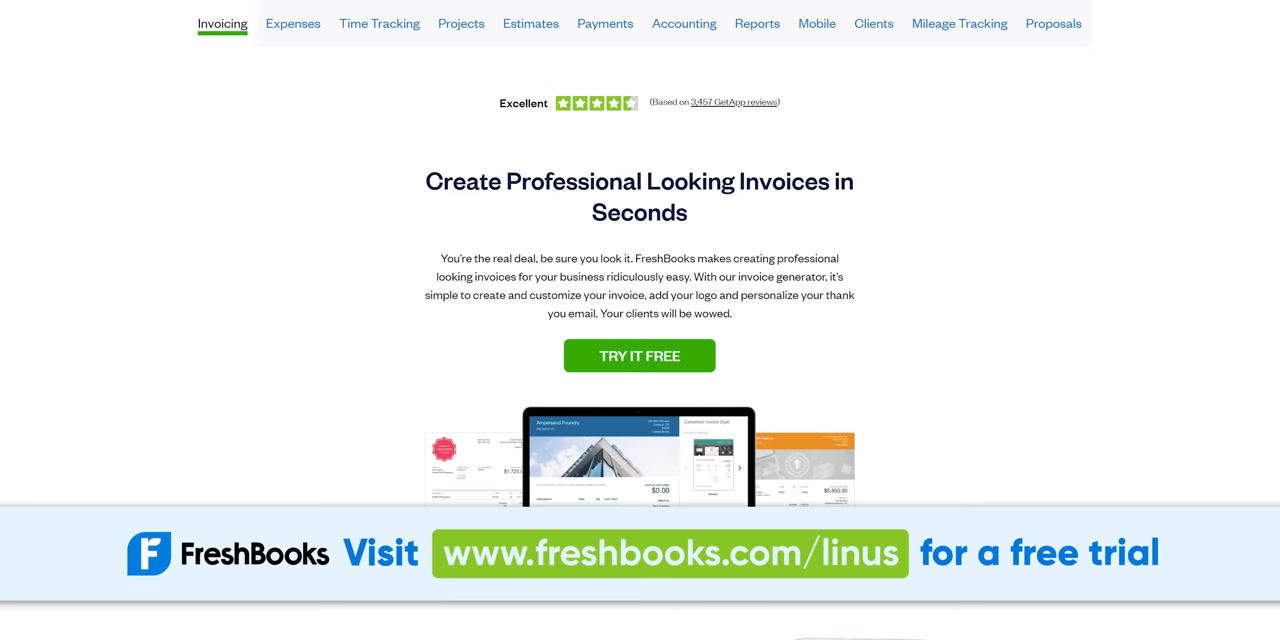 Invoicing Expenses Time Tracking Projects Estimates Payments Accounting Reports Mobile Clients Mileage Tracking Proposals
Excellent (Based on 3,457 GetApp reviews)
Create Professional Looking Invoices in
Seconds
You're the real deal, be sure you look it. FreshBooks makes creating professional
looking invoices for your business ridiculously easy. With our invoice generator, it's
simple to create and customize your invoice, add your logo and personalize your thank
you email. Your clients will be wowed.
TRY IT FREE
Ampersand Foundry
Customize Invoice Style
$0.00
$5,650.00
FreshBooks Visit www.freshbooks.com/linus for a free trial